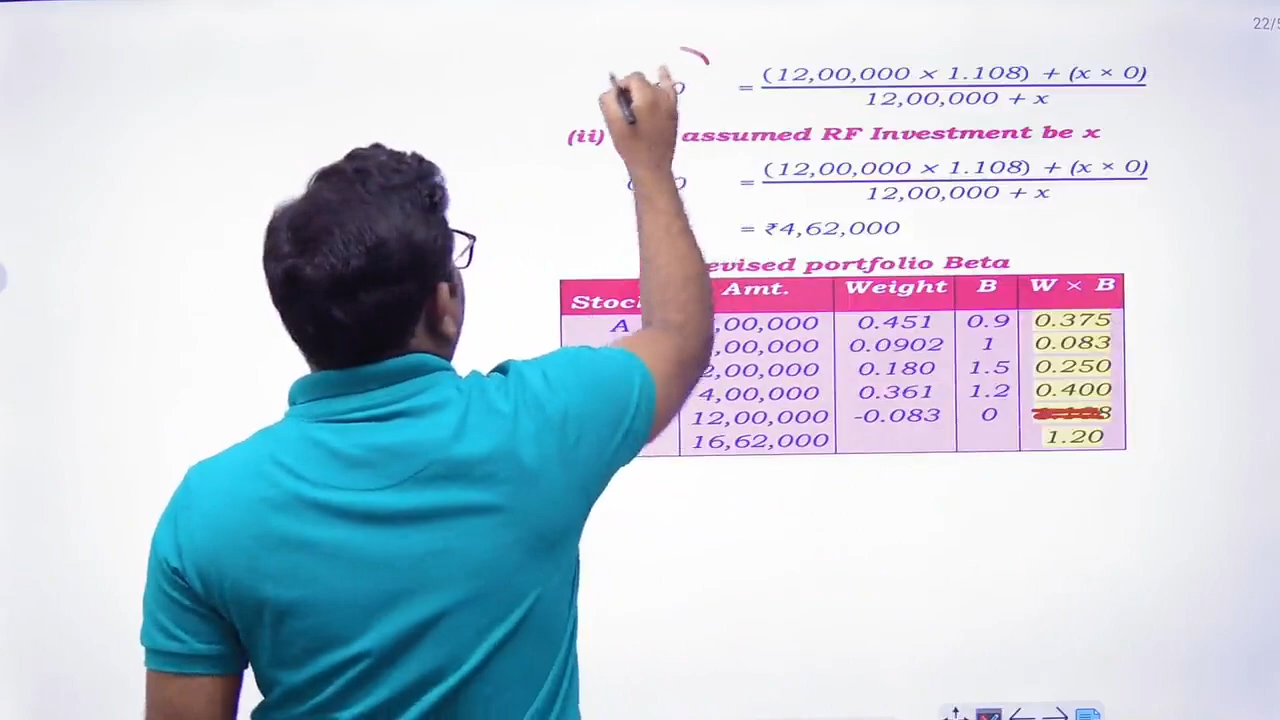 22/5
= (12,00,000 × 1.108) + (x × 0)
12,00,000 + x
(ii) assumed RF Investment be x
= (12,00,000 × 1.108) + (x × 0)
12,00,000 + x
= ₹4,62,000
evised portfolio Beta
Stoc Amt. Weight B W × B
A ,00,000 0.451 0.9 0.375
,00,000 0.0902 1 0.083
2,00,000 0.180 1.5 0.250
4,00,000 0.361 1.2 0.400
12,00,000 -0.083 0
16,62,000 1.20